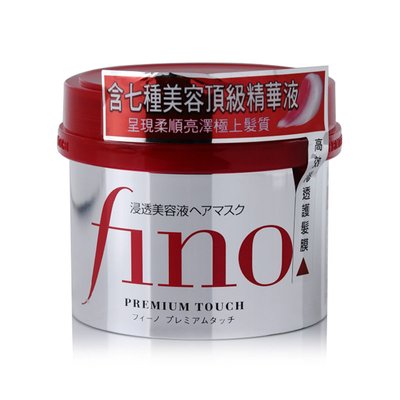 含七種美容頂級精華液
呈現柔順亮澤極上髮質
高效滲透護髮膜
浸透美容液ヘアマスク
fino
PREMIUM TOUCH
フィーノ プレミアムタッチ